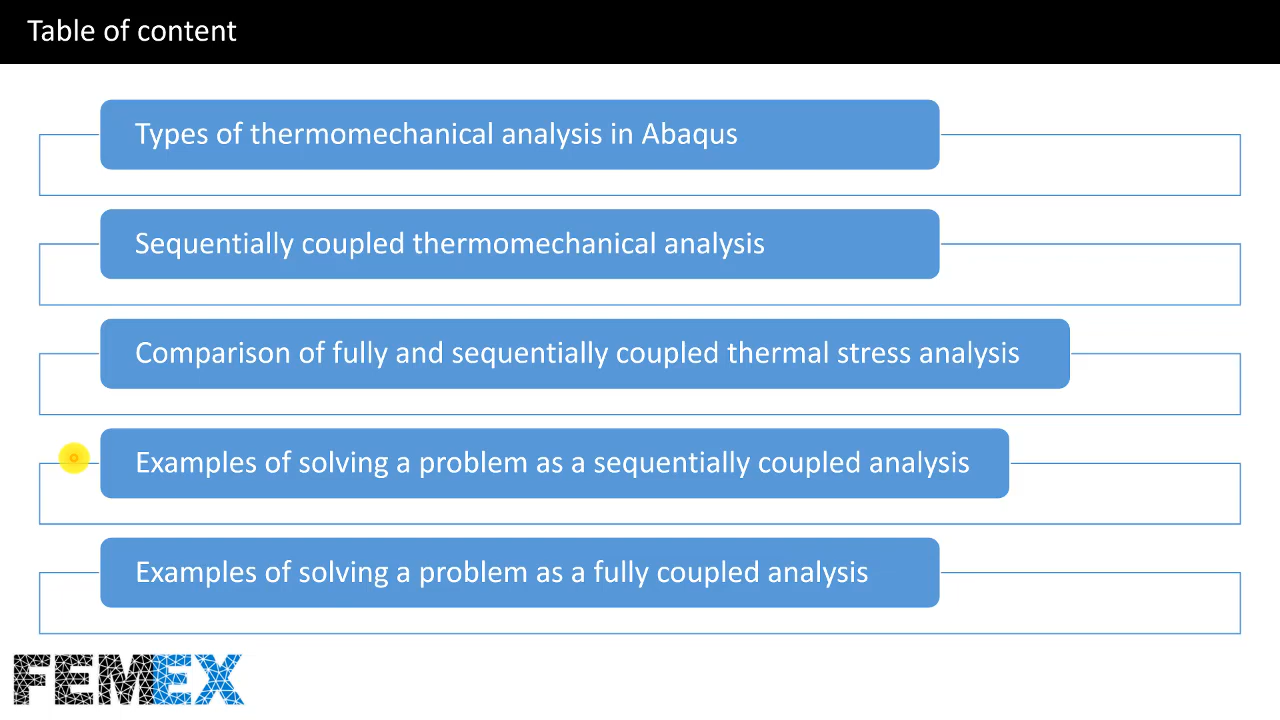 Table of content
Types of thermomechanical analysis in Abaqus
Sequentially coupled thermomechanical analysis
Comparison of fully and sequentially coupled thermal stress analysis
Examples of solving a problem as a sequentially coupled analysis
Examples of solving a problem as a fully coupled analysis
FEMEX